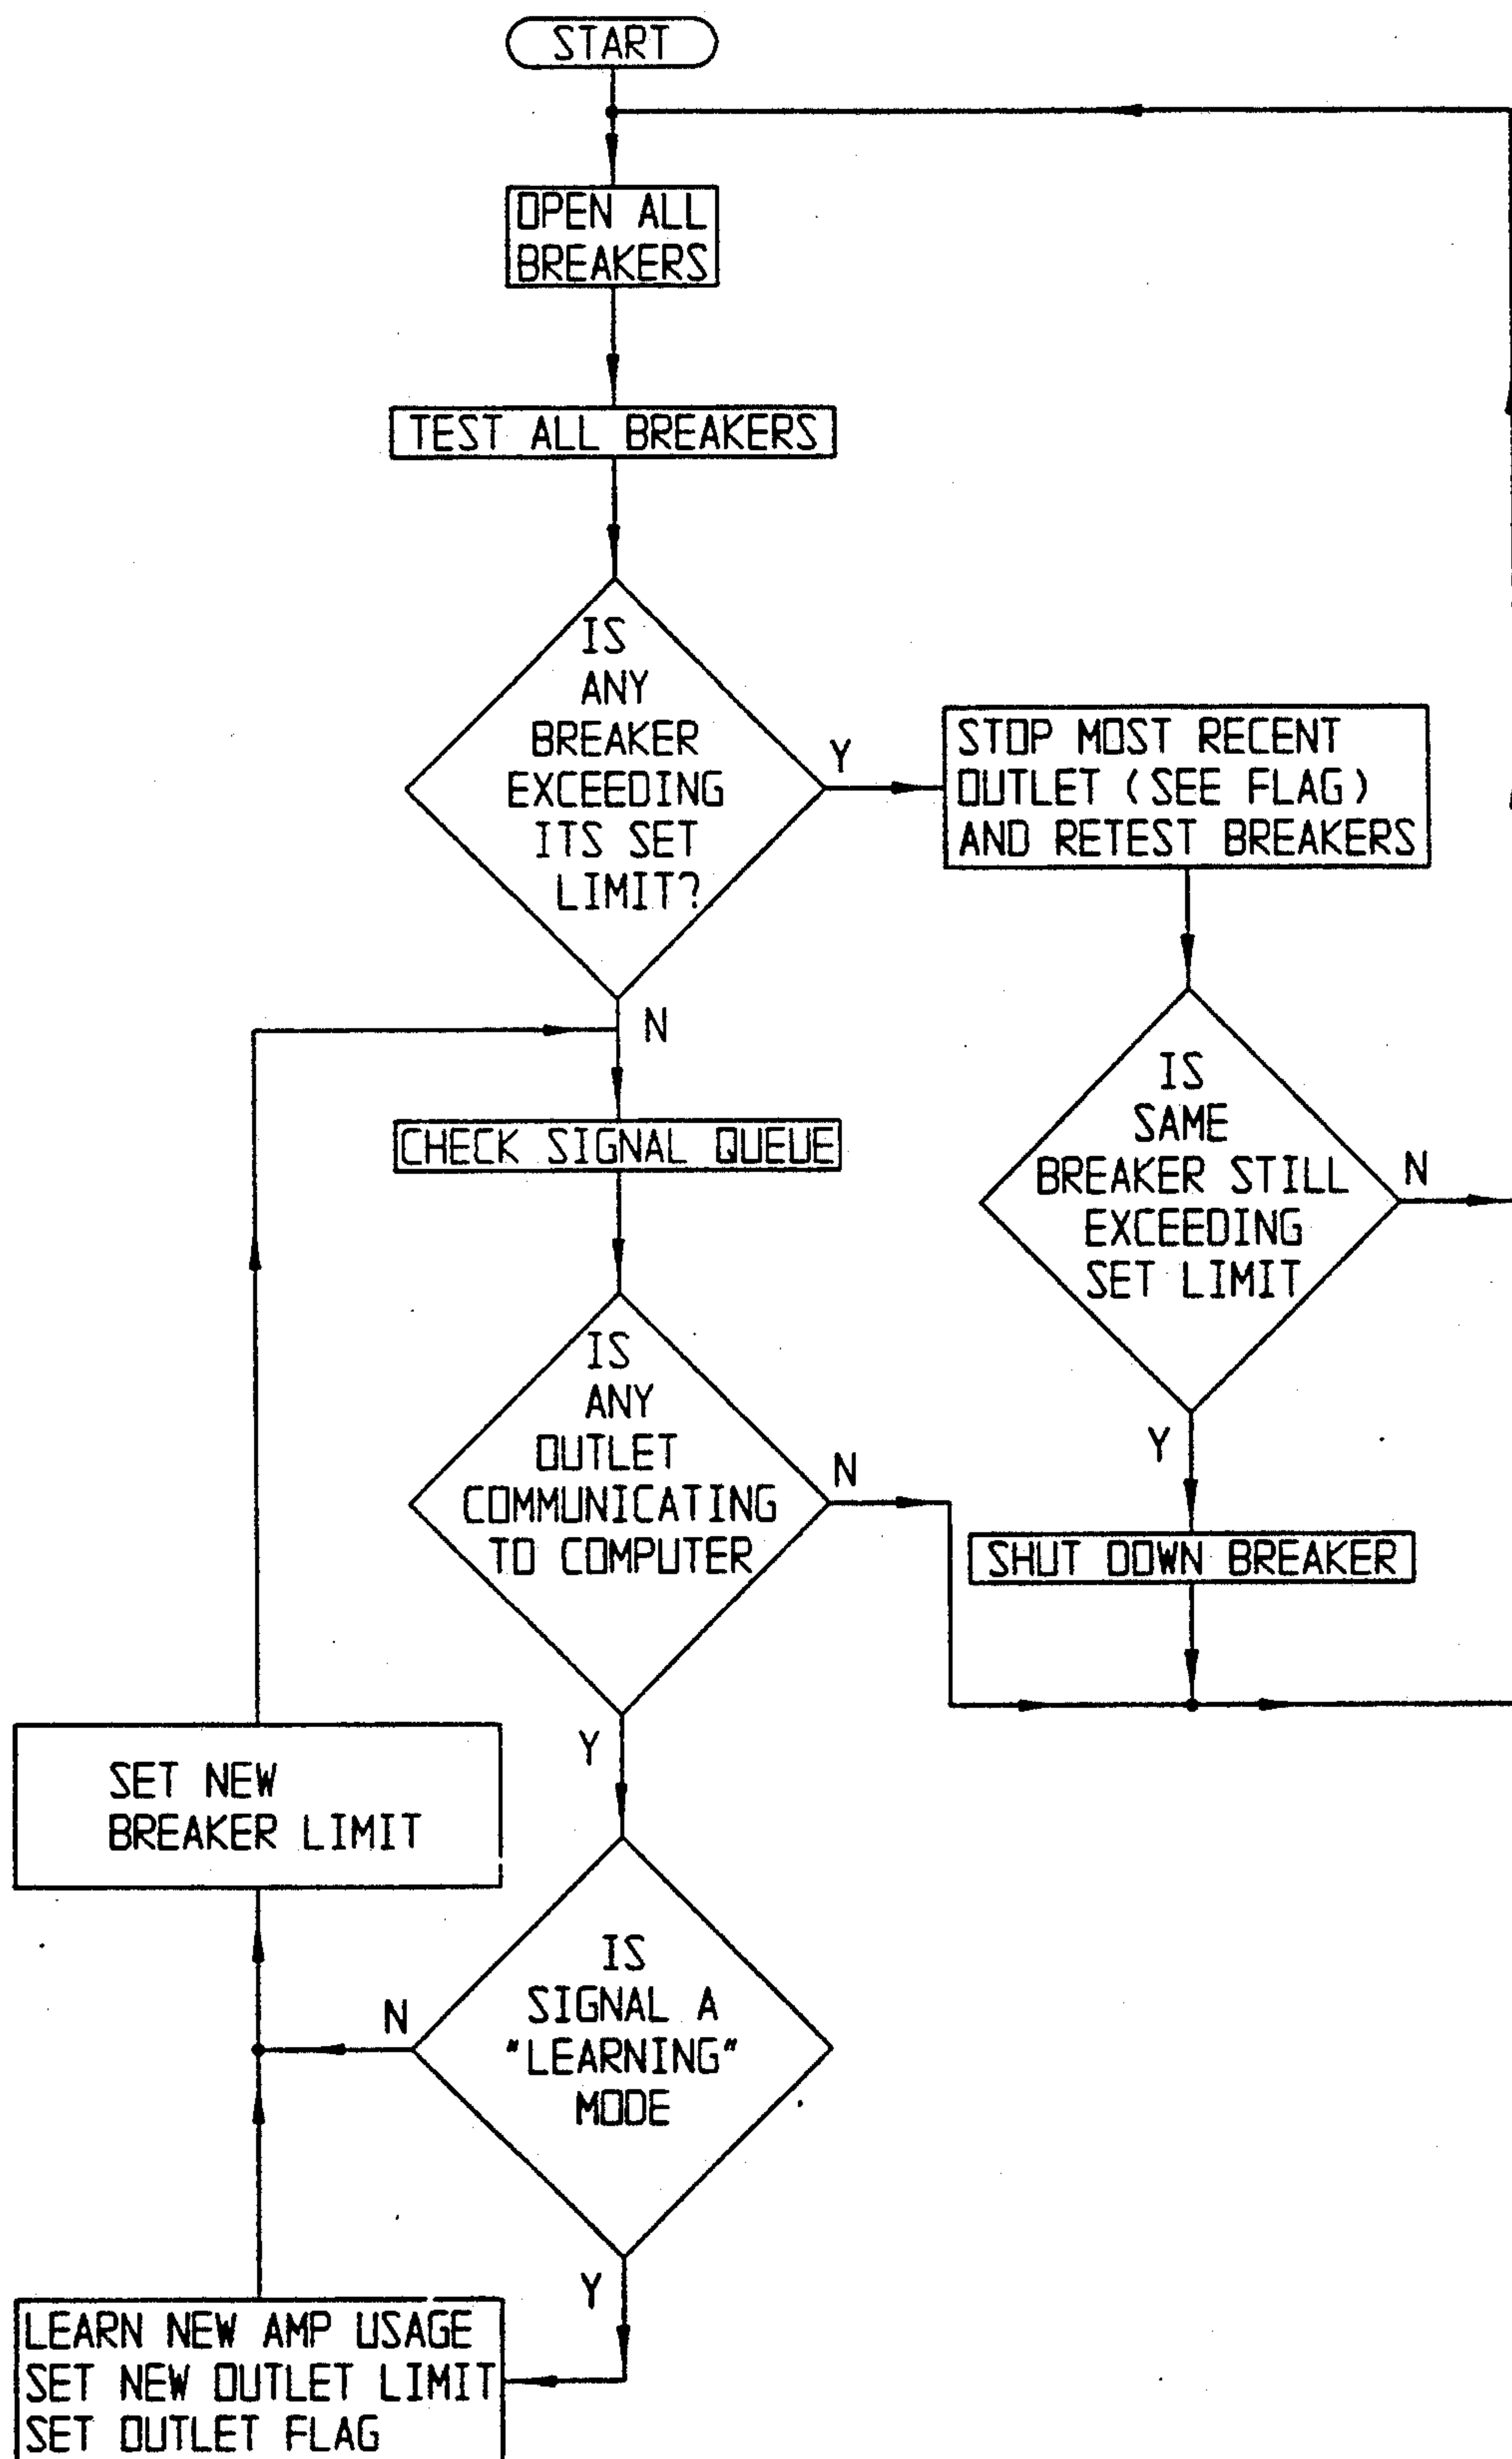 START
OPEN ALL
BREAKERS
TEST ALL BREAKERS
IS
ANY
BREAKER
EXCEEDING
ITS SET
LIMIT?
Y
N
STOP MOST RECENT
OUTLET (SEE FLAG)
AND RETEST BREAKERS
IS
SAME
BREAKER STILL
EXCEEDING
SET LIMIT
N
Y
SHUT DOWN BREAKER
CHECK SIGNAL QUEUE
IS
ANY
OUTLET
COMMUNICATING
TO COMPUTER
N
Y
SET NEW
BREAKER LIMIT
IS
SIGNAL A
"LEARNING"
MODE
N
Y
LEARN NEW AMP USAGE
SET NEW OUTLET LIMIT
SET OUTLET FLAG